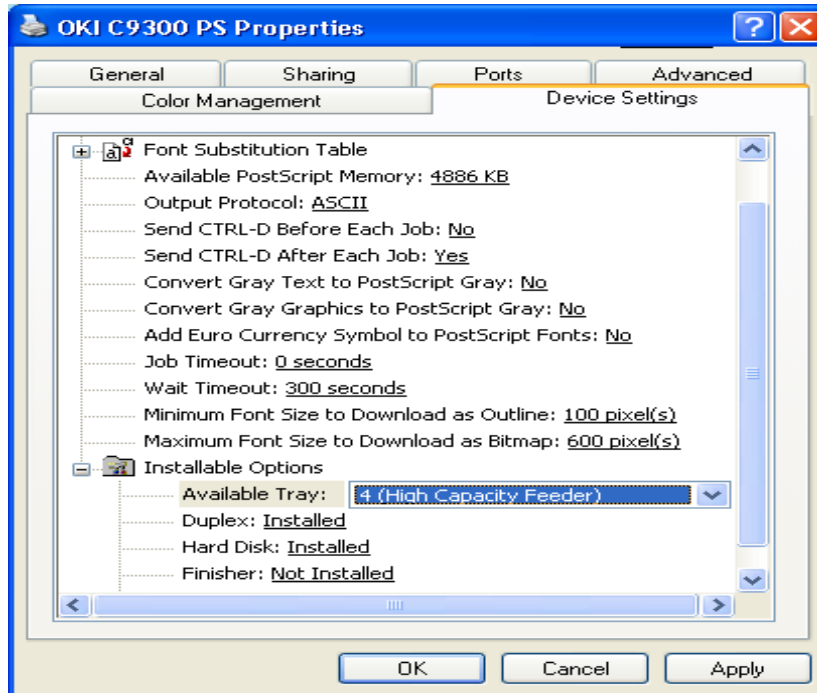 OKI C9300 PS Properties
General Sharing Ports Advanced
Color Management Device Settings
Font Substitution Table
Available PostScript Memory: 4886 KB
Output Protocol: ASCII
Send CTRL-D Before Each Job: No
Send CTRL-D After Each Job: Yes
Convert Gray Text to PostScript Gray: No
Convert Gray Graphics to PostScript Gray: No
Add Euro Currency Symbol to PostScript Fonts: No
Job Timeout: 0 seconds
Wait Timeout: 300 seconds
Minimum Font Size to Download as Outline: 100 pixel(s)
Maximum Font Size to Download as Bitmap: 600 pixel(s)
Installable Options
Available Tray: 4 (High Capacity Feeder)
Duplex: Installed
Hard Disk: Installed
Finisher: Not Installed
OK Cancel Apply